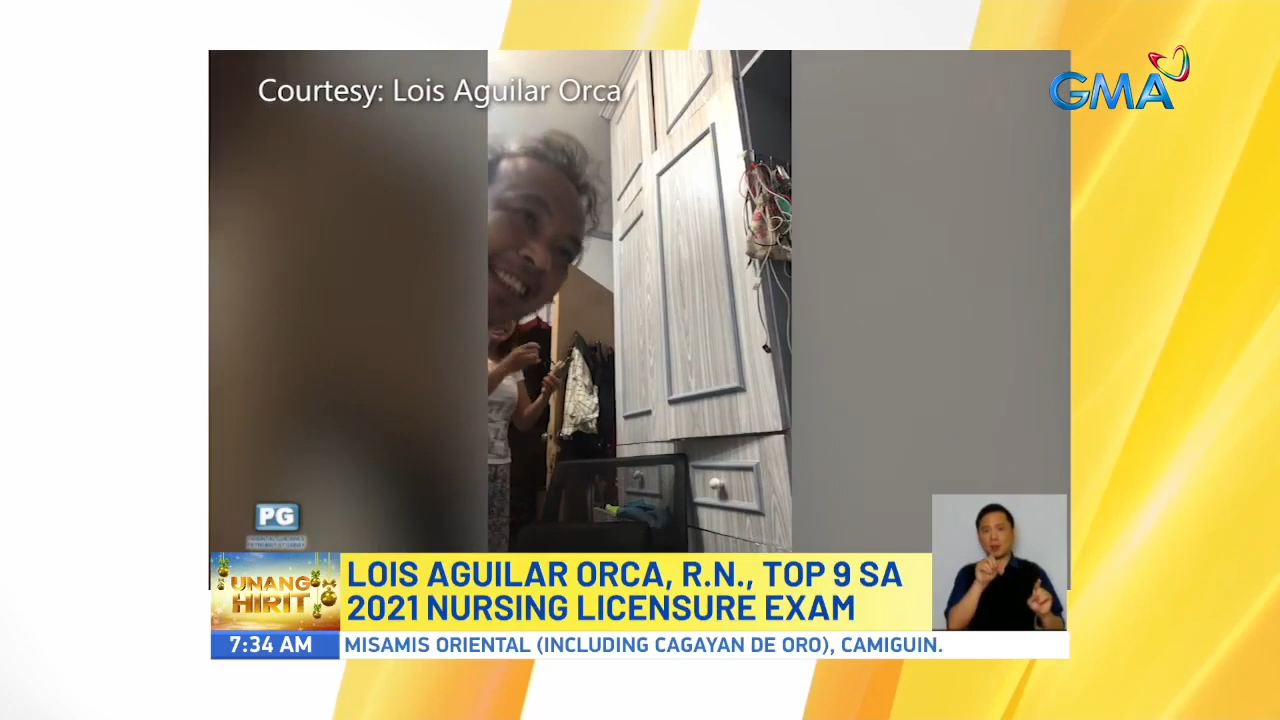 Courtesy: Lois Aguilar Orca
GMA
PG
UNANG
HIRIT
LOIS AGUILAR ORCA, R.N., TOP 9 SA
2021 NURSING LICENSURE EXAM
7:34 AM
MISAMIS ORIENTAL (INCLUDING CAGAYAN DE ORO), CAMIGUIN.